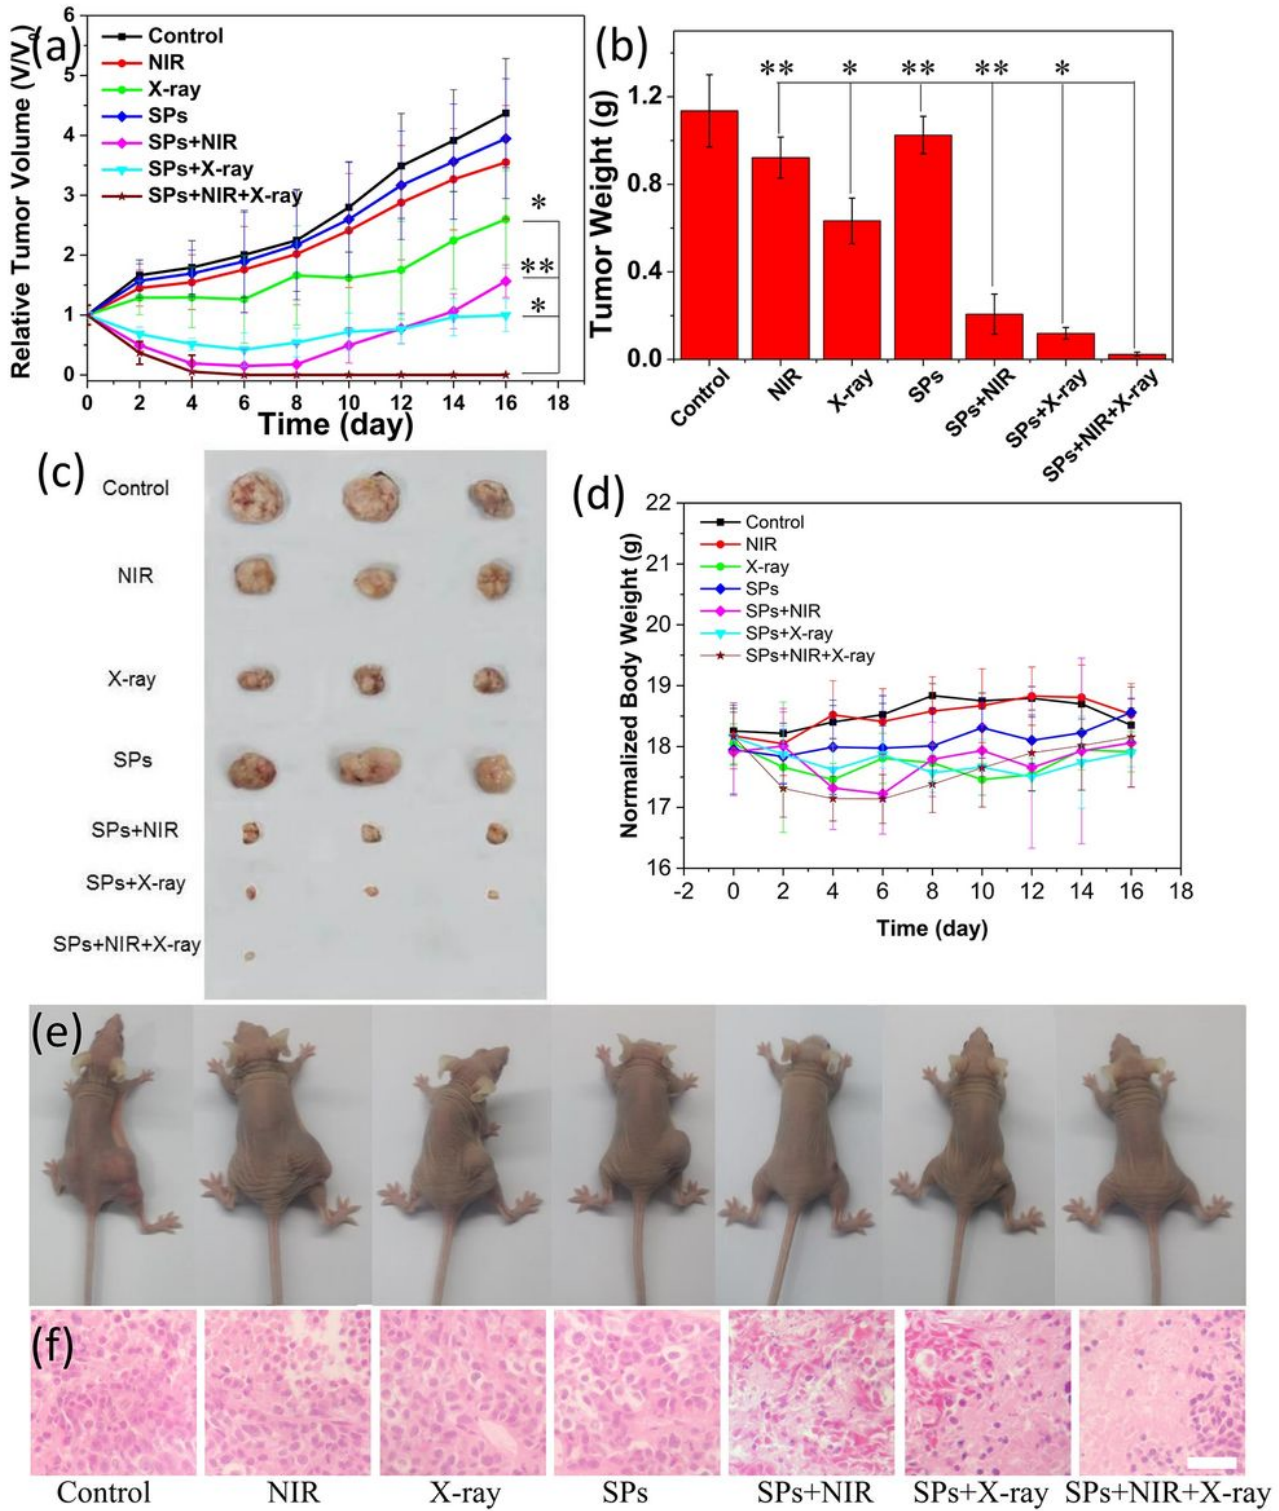 (a)
Relative Tumor Volume (V/V₀)
6
5
4
3
2
1
0
Control
NIR
X-ray
SPs
SPs+NIR
SPs+X-ray
SPs+NIR+X-ray
*
**
*
0 2 4 6 8 10 12 14 16 18
Time (day)
(b)
Tumor Weight (g)
1.2
0.8
0.4
0.0
** * ** ** *
Control NIR X-ray SPs SPs+NIR SPs+X-ray SPs+NIR+X-ray
(c)
Control
NIR
X-ray
SPs
SPs+NIR
SPs+X-ray
SPs+NIR+X-ray
(d)
Normalized Body Weight (g)
22
21
20
19
18
17
16
Control
NIR
X-ray
SPs
SPs+NIR
SPs+X-ray
SPs+NIR+X-ray
-2 0 2 4 6 8 10 12 14 16 18
Time (day)
(e)
(f)
Control NIR X-ray SPs SPs+NIR SPs+X-ray SPs+NIR+X-ray